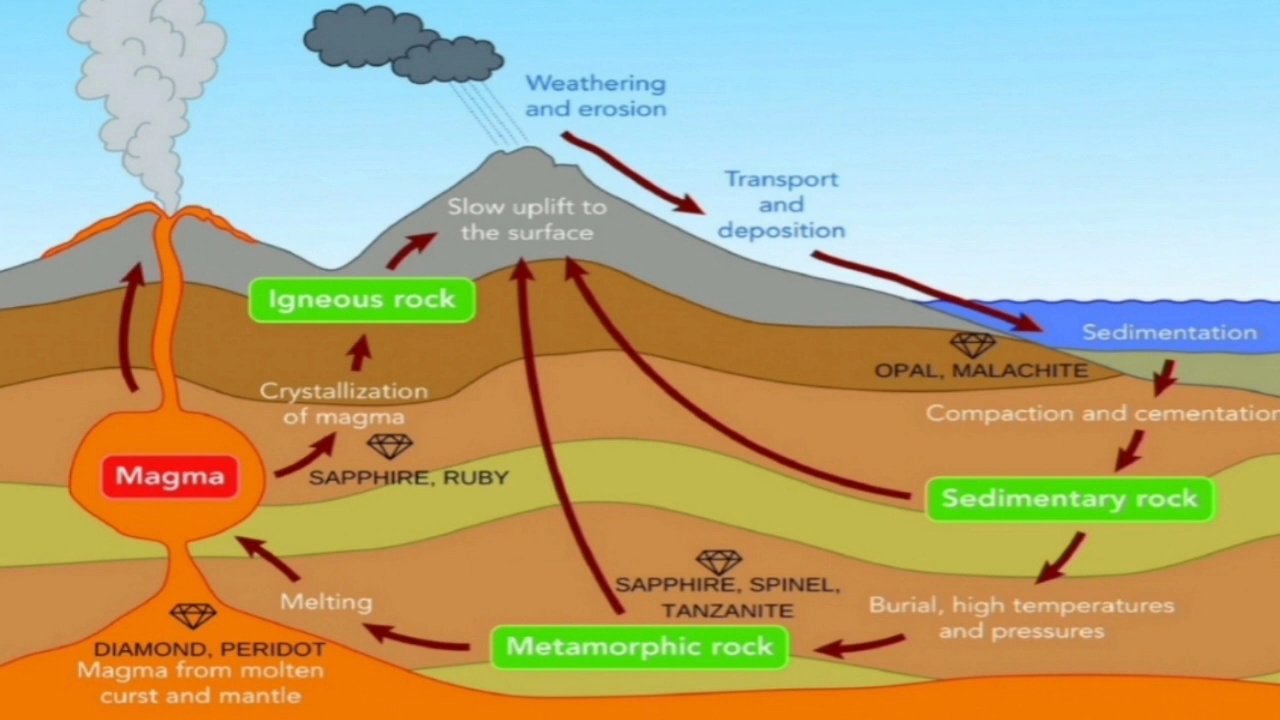 Weathering
and erosion
Transport
and
deposition
Slow uplift to
the surface
Igneous rock
Sedimentation
OPAL, MALACHITE
Crystallization
of magma
Compaction and cementation
Magma
SAPPHIRE, RUBY
Sedimentary rock
SAPPHIRE, SPINEL,
TANZANITE
Melting
Burial, high temperatures
and pressures
Metamorphic rock
DIAMOND, PERIDOT
Magma from molten
curst and mantle